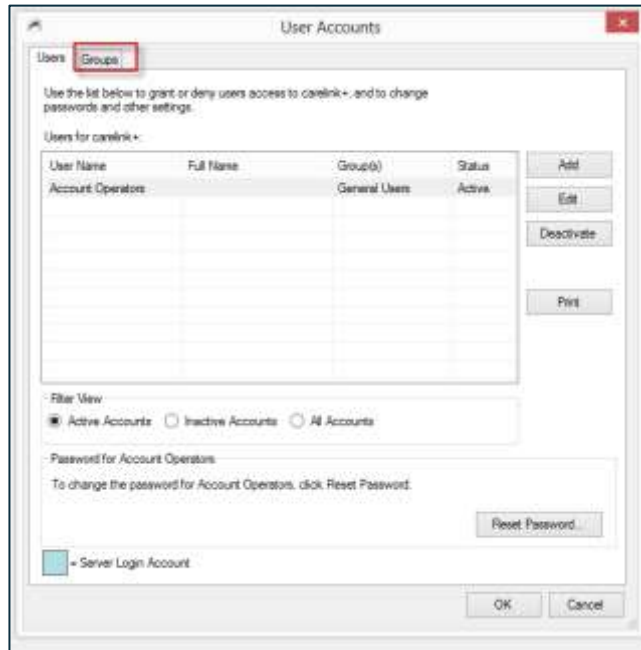 User Accounts
Users Groups
Use the list below to grant or deny users access to carelink+, and to change
passwords and other settings.
Users for carelink+:
User Name Full Name Group(s) Status
Account Operators General Users Active
Add
Edit
Deactivate
Print
Filter View
Active Accounts Inactive Accounts All Accounts
Password for Account Operators
To change the password for Account Operators, click Reset Password.
Reset Password...
= Server Login Account
OK Cancel